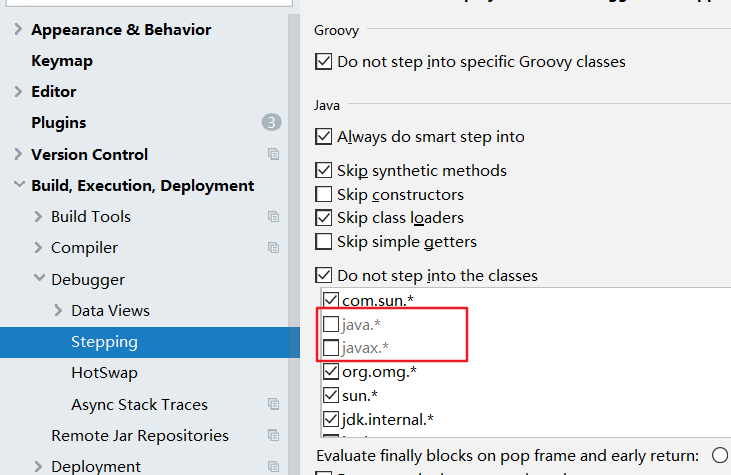 Appearance & Behavior
Keymap
Editor
Plugins
3
Version Control
Build, Execution, Deployment
Build Tools
Compiler
Debugger
Data Views
Stepping
HotSwap
Async Stack Traces
Remote Jar Repositories
Deployment
Groovy
Do not step into specific Groovy classes
Java
Always do smart step into
Skip synthetic methods
Skip constructors
Skip class loaders
Skip simple getters
Do not step into the classes
com.sun.*
java.*
javax.*
org.omg.*
sun.*
jdk.internal.*
Evaluate finally blocks on pop frame and early return: